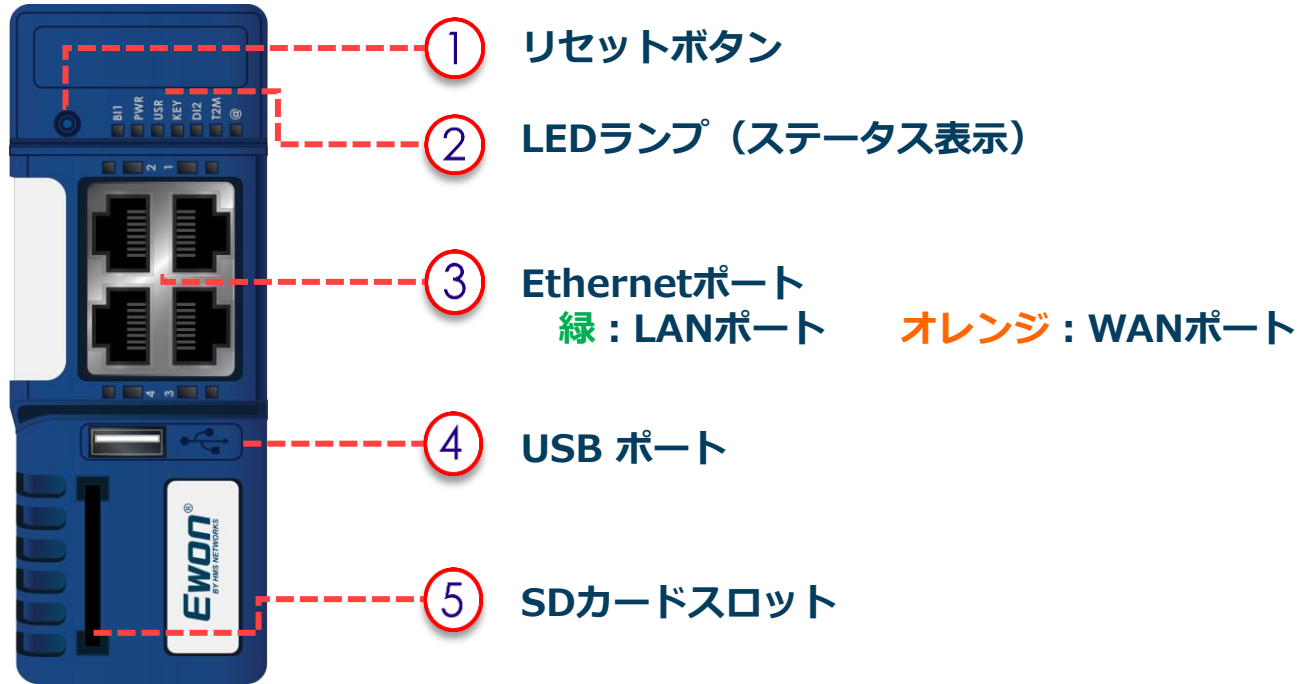 1 リセットボタン
BI1 PWR USR KEY DI2 T2M @
2 LEDランプ（ステータス表示）
2 1
3 Ethernetポート
緑：LANポート オレンジ：WANポート
4 3
4 USB ポート
Ewon®
BY HMS NETWORKS
5 SDカードスロット